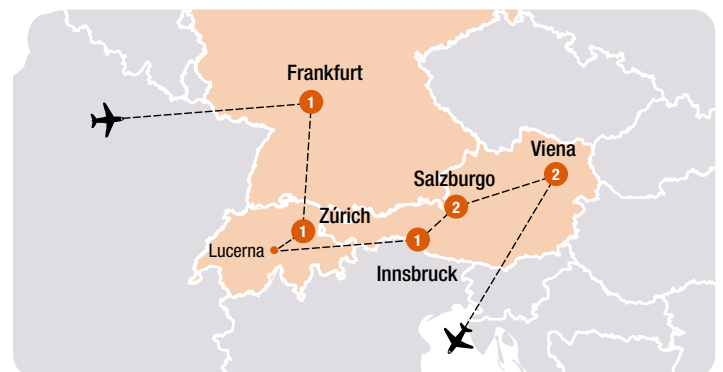 Frankfurt
1
Viena
2
Salzburgo
2
Zúrich
1
Lucerna
1
Innsbruck